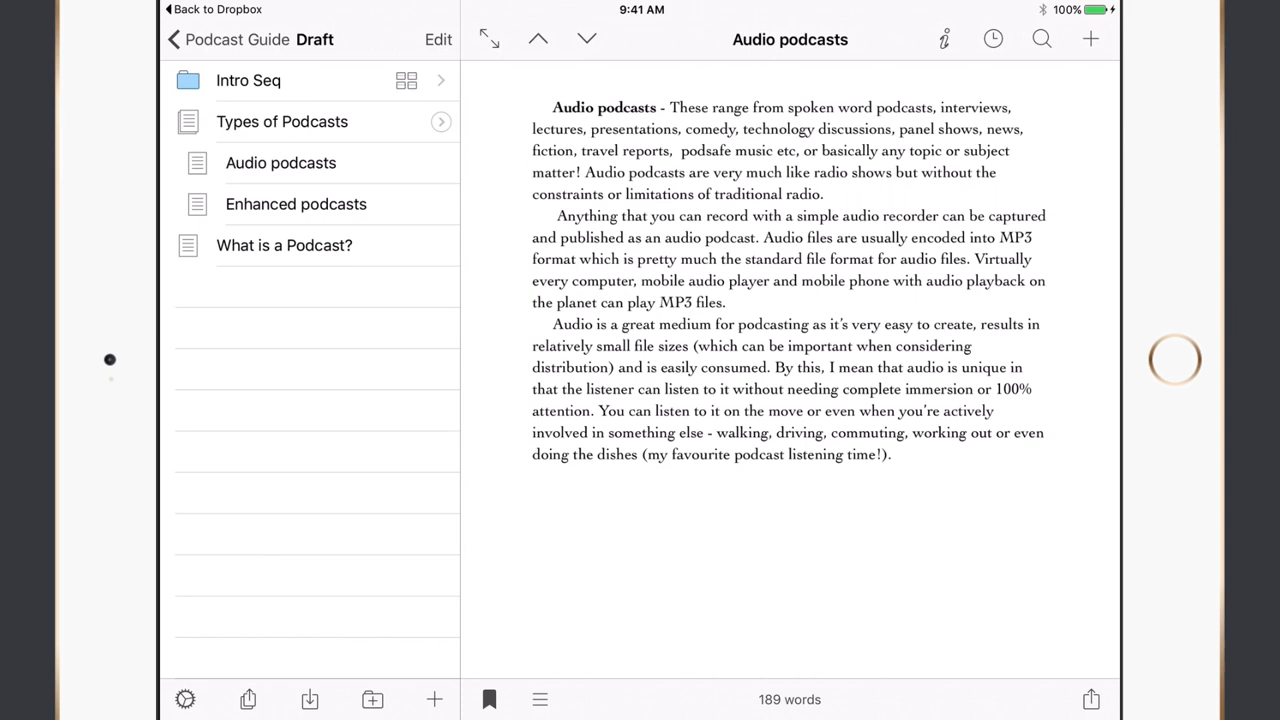 Back to Dropbox
9:41 AM
100%
Podcast Guide Draft Edit
Audio podcasts
Intro Seq
Types of Podcasts
Audio podcasts
Enhanced podcasts
What is a Podcast?
Audio podcasts - These range from spoken word podcasts, interviews,
lectures, presentations, comedy, technology discussions, panel shows, news,
fiction, travel reports, podsafe music etc, or basically any topic or subject
matter! Audio podcasts are very much like radio shows but without the
constraints or limitations of traditional radio.
Anything that you can record with a simple audio recorder can be captured
and published as an audio podcast. Audio files are usually encoded into MP3
format which is pretty much the standard file format for audio files. Virtually
every computer, mobile audio player and mobile phone with audio playback on
the planet can play MP3 files.
Audio is a great medium for podcasting as it's very easy to create, results in
relatively small file sizes (which can be important when considering
distribution) and is easily consumed. By this, I mean that audio is unique in
that the listener can listen to it without needing complete immersion or 100%
attention. You can listen to it on the move or even when you're actively
involved in something else - walking, driving, commuting, working out or even
doing the dishes (my favourite podcast listening time!).
189 words